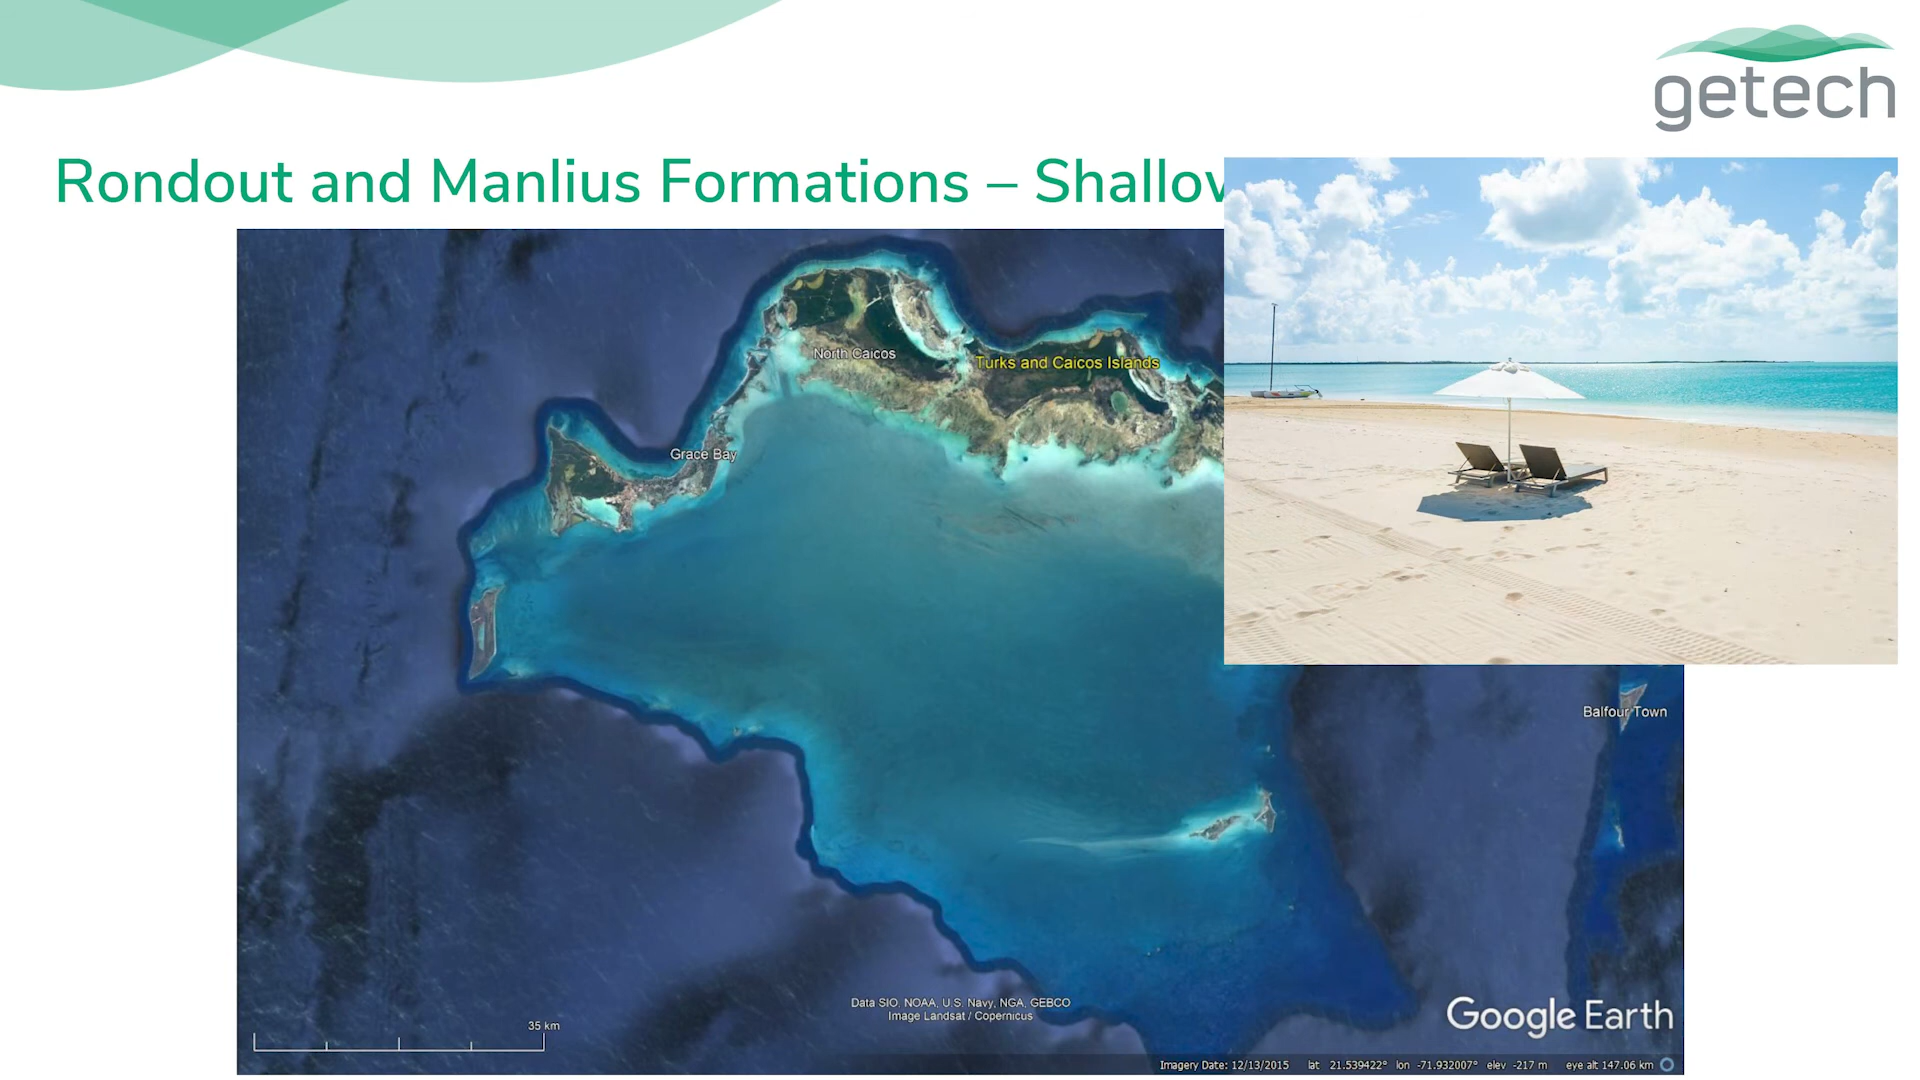 getech
Rondout and Manlius Formations – Shallow
North Caicos
Turks and Caicos Islands
Grace Bay
Balfour Town
Data SIO, NOAA, U.S. Navy, NGA, GEBCO
Image Landsat / Copernicus
35 km
Google Earth
Imagery Date: 12/13/2015 lat 21.539422° lon -71.932007° elev -217 m eye alt 147.06 km